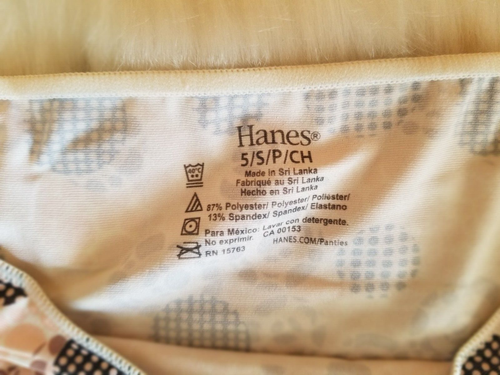 Hanes®
5/S/P/CH
Made in Sri Lanka
Fabriqué au Sri Lanka
Hecho en Sri Lanka
40°C
87% Polyester/ Polyester/ Poliéster/
13% Spandex/ Spandex/ Elastano
Para México: Lavar con detergente.
No exprimir. CA 00153
RN 15763 HANES.COM/Panties